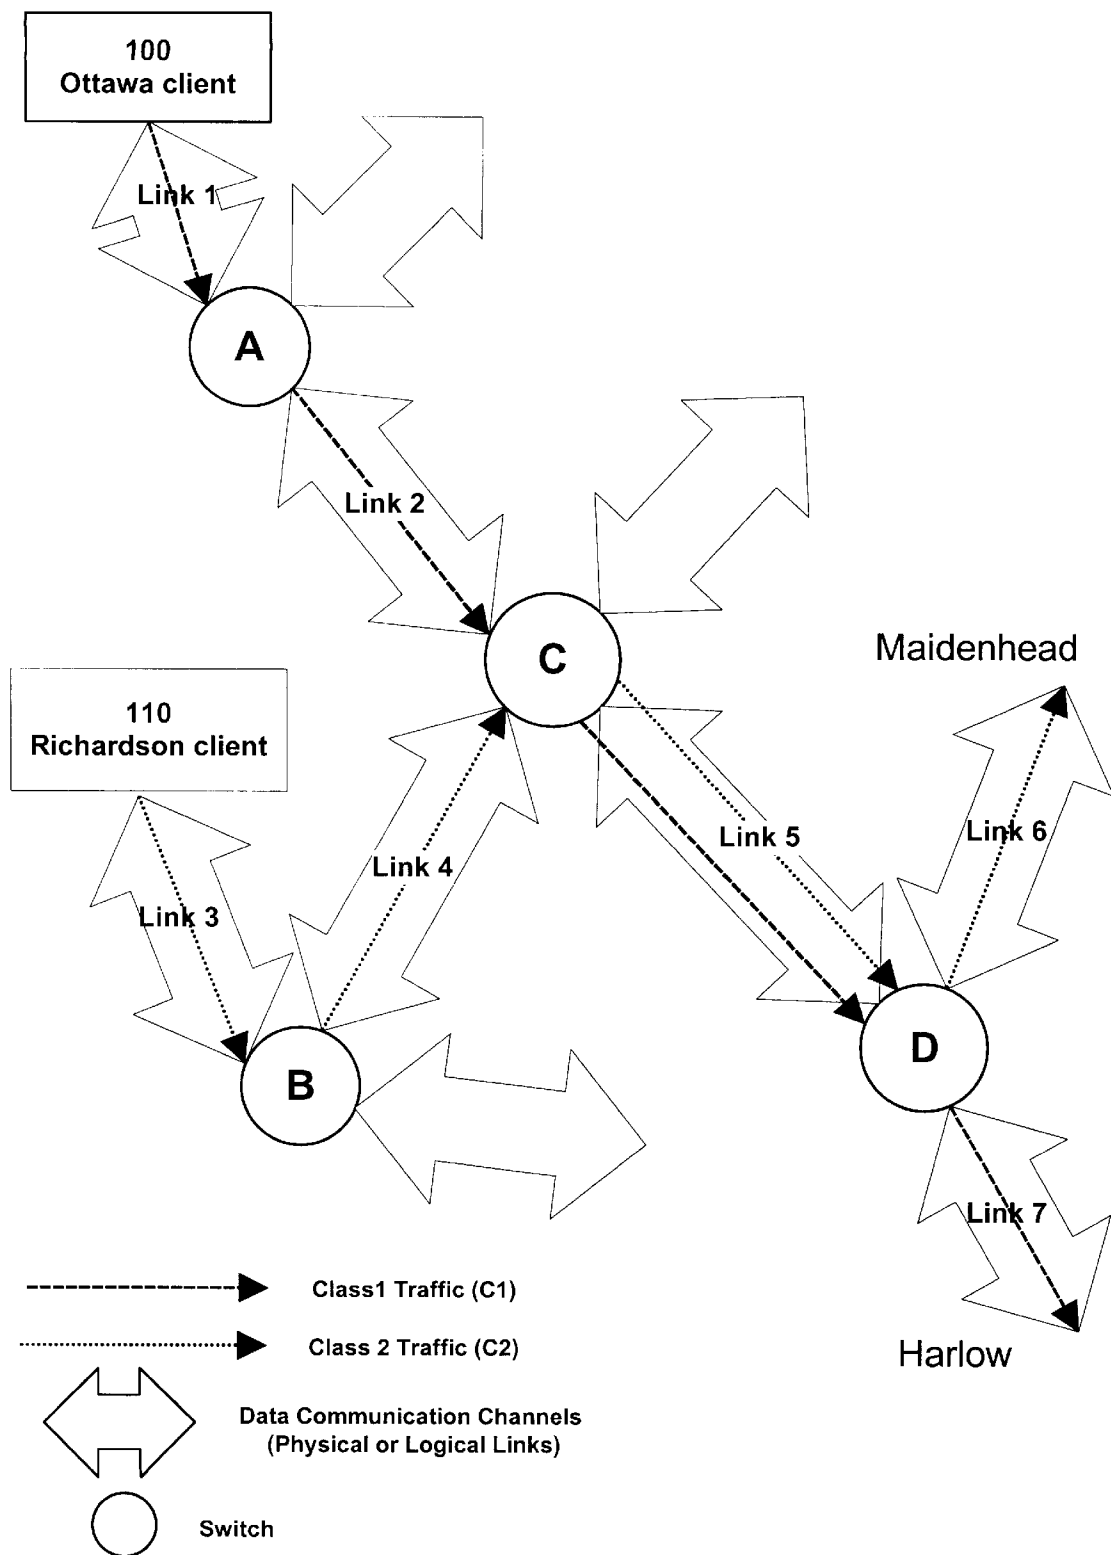 100
Ottawa client
Link 1
A
Link 2
C
Maidenhead
110
Richardson client
Link 5
Link 6
Link 4
Link 3
D
B
Link 7
Class1 Traffic (C1)
Harlow
Class 2 Traffic (C2)
Data Communication Channels
(Physical or Logical Links)
Switch